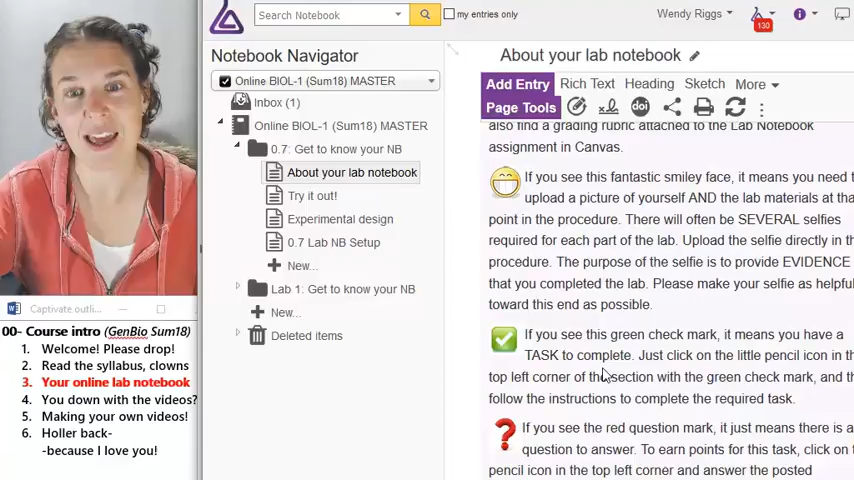 Search Notebook
my entries only
Wendy Riggs
130
Notebook Navigator
Online BIOL-1 (Sum18) MASTER
Inbox (1)
Online BIOL-1 (Sum18) MASTER
0.7: Get to know your NB
About your lab notebook
Try it out!
Experimental design
0.7 Lab NB Setup
New...
Lab 1: Get to know your NB
New...
Deleted items
About your lab notebook
Add Entry Rich Text Heading Sketch More
Page Tools doi
also find a grading rubric attached to the Lab Notebook
assignment in Canvas.
If you see this fantastic smiley face, it means you need t
upload a picture of yourself AND the lab materials at tha
point in the procedure. There will often be SEVERAL selfies
required for each part of the lab. Upload the selfie directly in th
procedure. The purpose of the selfie is to provide EVIDENCE
that you completed the lab. Please make your selfie as helpful
toward this end as possible.
If you see this green check mark, it means you have a
TASK to complete. Just click on the little pencil icon in th
top left corner of the section with the green check mark, and th
follow the instructions to complete the required task.
If you see the red question mark, it just means there is a
question to answer. To earn points for this task, click on t
pencil icon in the top left corner and answer the posted
Captivate outli...
00- Course intro (GenBio Sum18)
1. Welcome! Please drop!
2. Read the syllabus, clowns
3. Your online lab notebook
4. You down with the videos?
5. Making your own videos!
6. Holler back-
-because I love you!